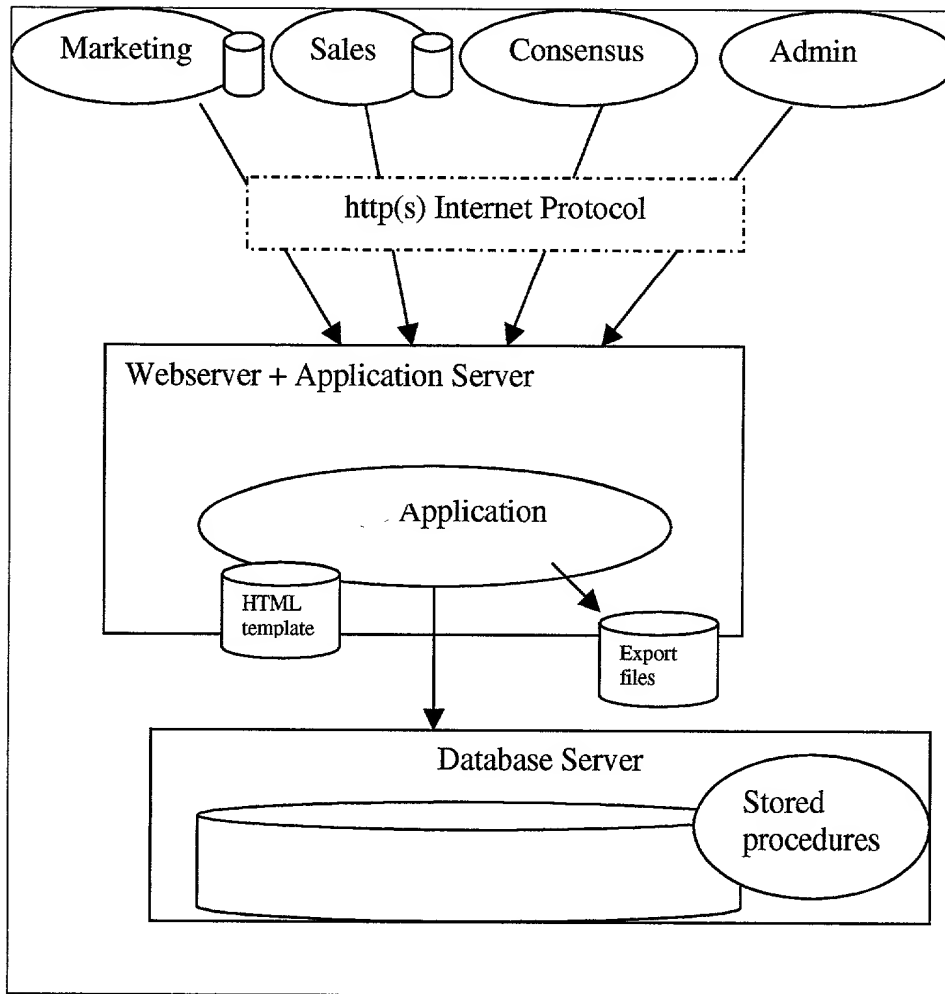 Marketing
Sales
Consensus
Admin
http(s) Internet Protocol
Webserver + Application Server
Application
HTML
template
Export
files
Database Server
Stored
procedures